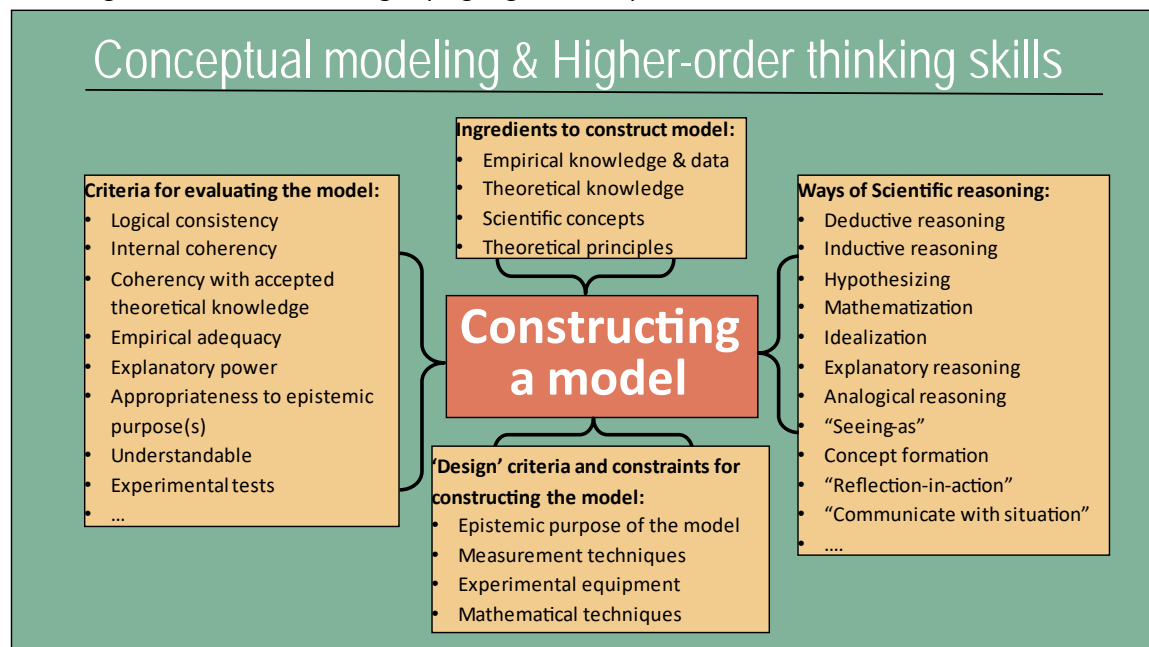 Conceptual modeling & Higher-order thinking skills
Ingredients to construct model:
• Empirical knowledge & data
• Theoretical knowledge
• Scientific concepts
• Theoretical principles
Criteria for evaluating the model:
• Logical consistency
• Internal coherency
• Coherency with accepted
theoretical knowledge
• Empirical adequacy
• Explanatory power
• Appropriateness to epistemic
purpose(s)
• Understandable
• Experimental tests
• ...
Constructing
a model
Ways of Scientific reasoning:
• Deductive reasoning
• Inductive reasoning
• Hypothesizing
• Mathematization
• Idealization
• Explanatory reasoning
• Analogical reasoning
• “Seeing-as”
• Concept formation
• “Reflection-in-action”
• “Communicate with situation”
• ....
‘Design’ criteria and constraints for
constructing the model:
• Epistemic purpose of the model
• Measurement techniques
• Experimental equipment
• Mathematical techniques